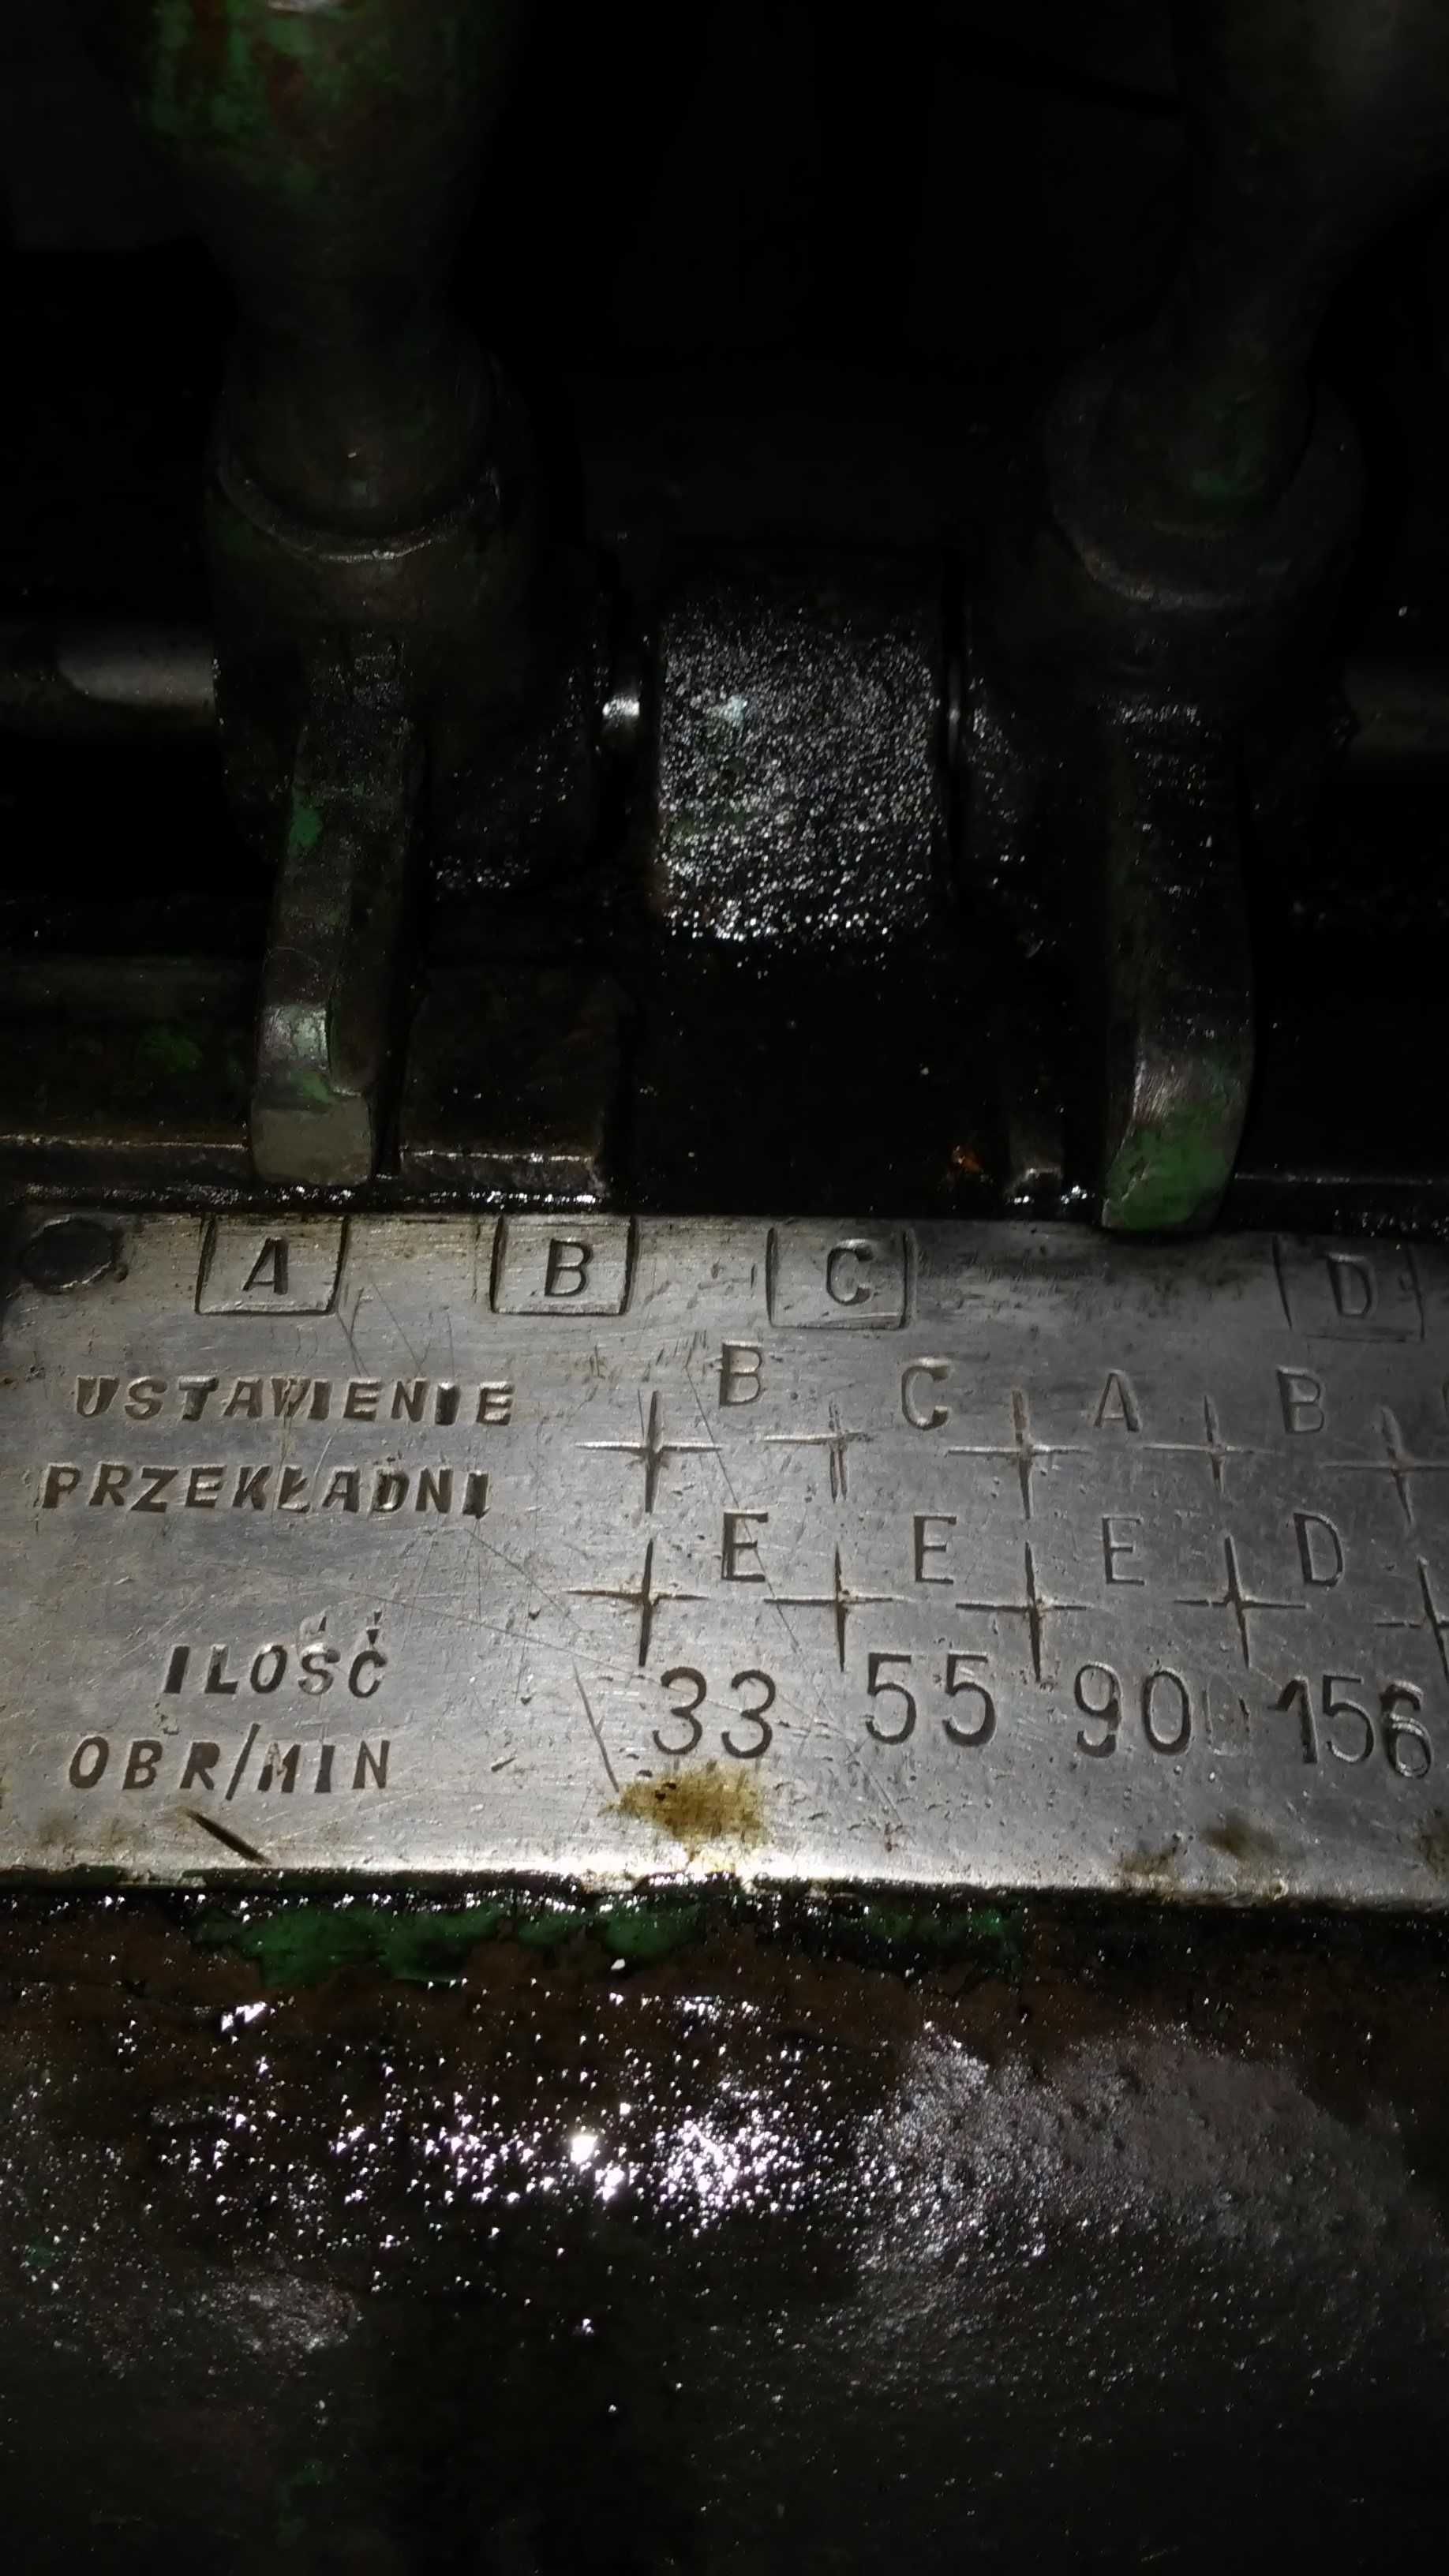 A B C D
USTAWIENIE
PRZEKŁADNI
B C A B
E E E D
ILOŚĆ
OBR/MIN
33 55 90 156